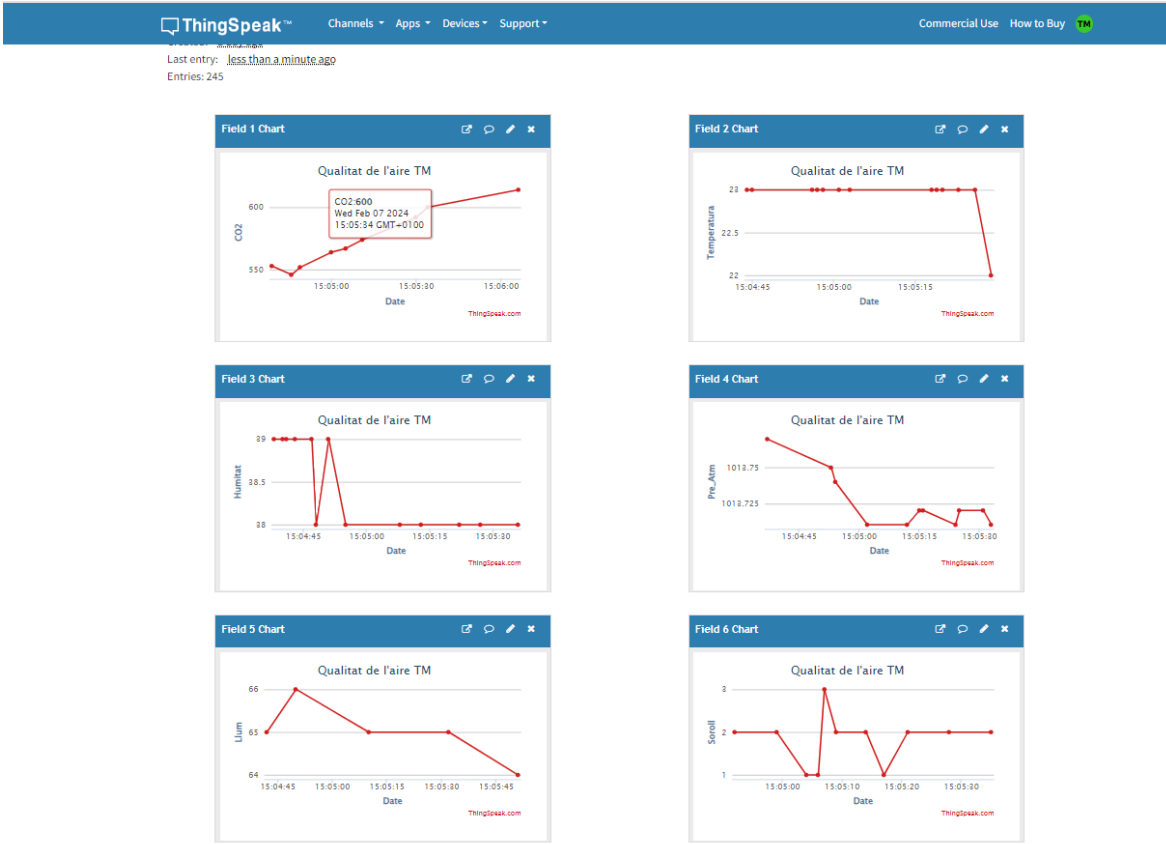 ThingSpeak™ Channels Apps Devices Support Commercial Use How to Buy TM
Last entry: less than a minute ago
Entries: 245
Field 1 Chart
Qualitat de l'aire TM
CO2:600
Wed Feb 07 2024
15:05:34 GMT+0100
600
550
CO2
15:05:00 15:05:30 15:06:00
Date
ThingSpeak.com
Field 2 Chart
Qualitat de l'aire TM
23
22.5
22
Temperatura
15:04:45 15:05:00 15:05:15
Date
ThingSpeak.com
Field 3 Chart
Qualitat de l'aire TM
39
38.5
38
Humitat
15:04:45 15:05:00 15:05:15 15:05:30
Date
ThingSpeak.com
Field 4 Chart
Qualitat de l'aire TM
1013.75
1013.725
Pre_Atm
15:04:45 15:05:00 15:05:15 15:05:30
Date
ThingSpeak.com
Field 5 Chart
Qualitat de l'aire TM
66
65
64
Llum
15:04:45 15:05:00 15:05:15 15:05:30 15:05:45
Date
ThingSpeak.com
Field 6 Chart
Qualitat de l'aire TM
3
2
1
Soroll
15:05:00 15:05:10 15:05:20 15:05:30
Date
ThingSpeak.com